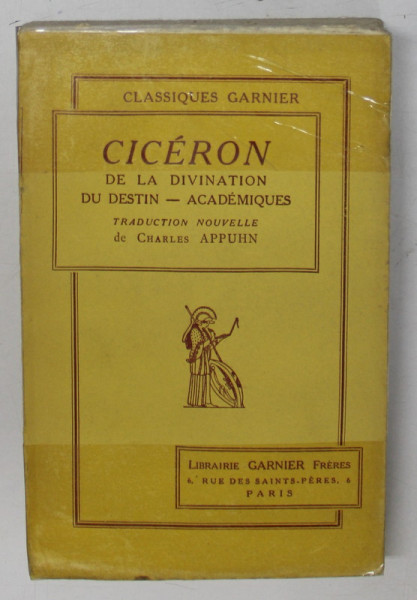 CLASSIQUES GARNIER
CICÉRON
DE LA DIVINATION
DU DESTIN — ACADÉMIQUES
TRADUCTION NOUVELLE
de CHARLES APPUHN
LIBRAIRIE GARNIER FRÈRES
6, RUE DES SAINTS-PÈRES, 6
PARIS